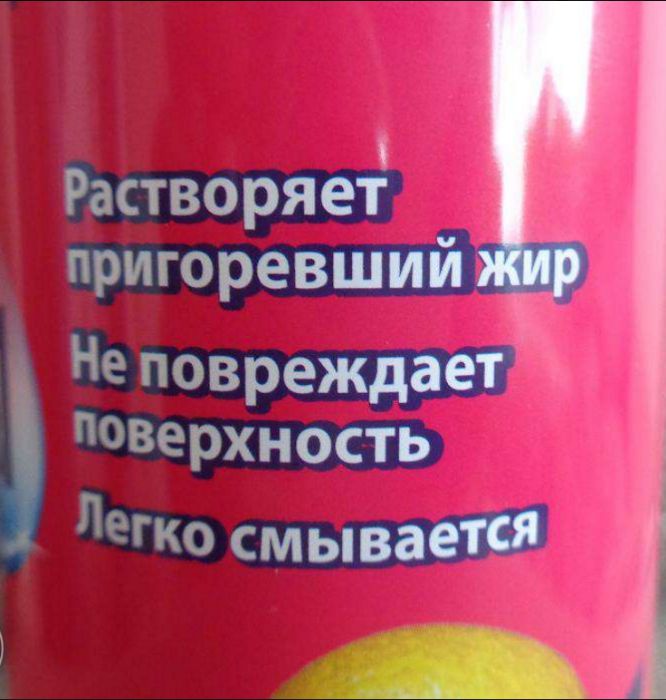 Растворяет
пригоревший жир
Не повреждает
поверхность
Легко смывается